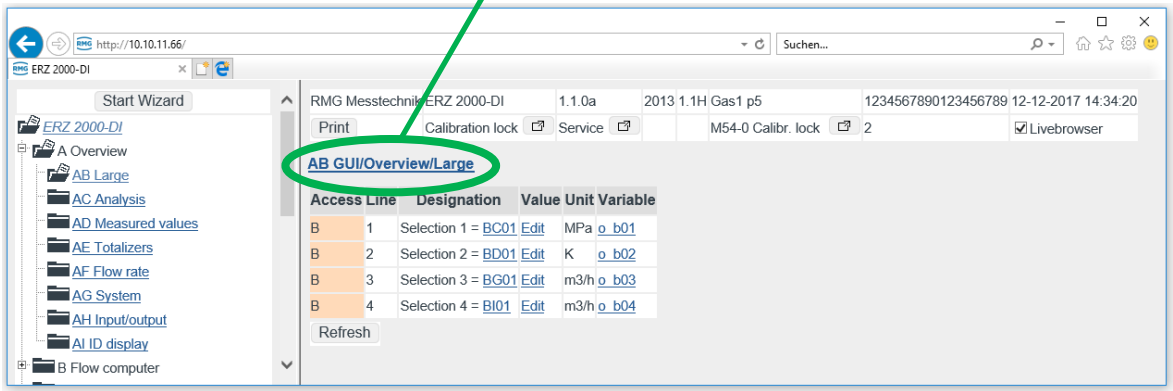 RMG http://10.10.11.66/
Suchen...
RMG ERZ 2000-DI
Start Wizard
ERZ 2000-DI
A Overview
AB Large
AC Analysis
AD Measured values
AE Totalizers
AF Flow rate
AG System
AH Input/output
AI ID display
B Flow computer
RMG Messtechnik ERZ 2000-DI 1.1.0a 2013 1.1H Gas1 p5 1234567890123456789 12-12-2017 14:34:20
Print Calibration lock Service M54-0 Calibr. lock 2 Livebrowser
AB GUI/Overview/Large
Access Line Designation Value Unit Variable
B 1 Selection 1 = BC01 Edit MPa o_b01
B 2 Selection 2 = BD01 Edit K o_b02
B 3 Selection 3 = BG01 Edit m3/h o_b03
B 4 Selection 4 = BI01 Edit m3/h o_b04
Refresh